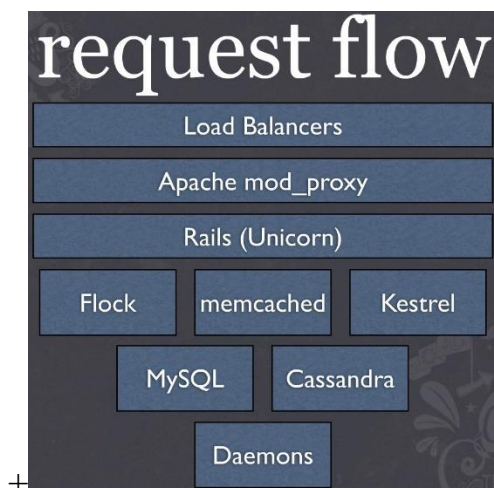 request flow
Load Balancers
Apache mod_proxy
Rails (Unicorn)
Flock memcached Kestrel
MySQL Cassandra
Daemons